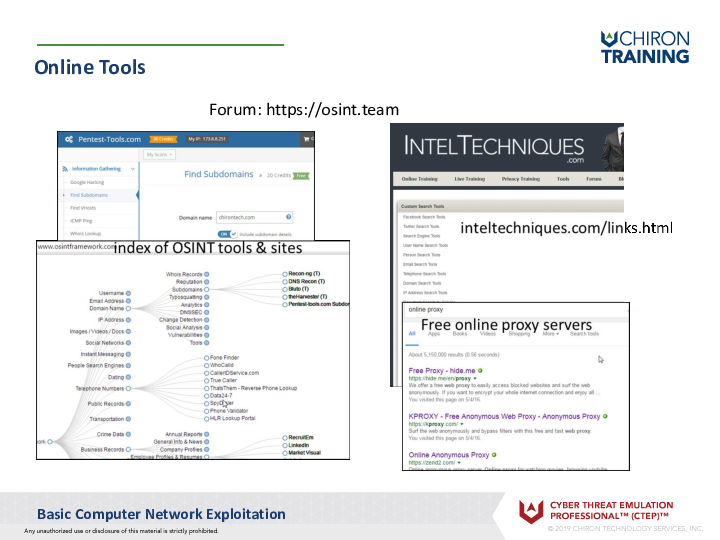 CHIRON
TRAINING
Online Tools
Forum: https://osint.team
Pentest-Tools.com
My IP: 173.8.8.251
My Scans
Information Gathering
Google Hacking
Find Subdomains
Find VHosts
ICMP Ping
Whois Lookup
Find Subdomains » 20 Credits Free
Domain name chirontech.com
ON Include subdomain details
www.osintframework.com
index of OSINT tools & sites
Username
Email Address
Domain Name
IP Address
Images / Videos / Docs
Social Networks
Instant Messaging
People Search Engines
Dating
Telephone Numbers
Public Records
Transportation
Crime Data
Business Records
Whois Records
Reputation
Subdomains
Typosquatting
Analytics
DNSSEC
Change Detection
Social Analysis
Vulnerabilities
Tools
Recon-ng (T)
DNS Recon (T)
theHarvester (T)
Pentest-tools.com Subdor
Fone Finder
WhoCalld
CallerIDService.com
True Caller
ThatsThem - Reverse Phone Lookup
Data24-7
SpyDialer
Phone Validator
HLR Lookup Portal
Annual Reports
General Info & News
Company Profiles
Employee Profiles & Resumes
RecruitEm
LinkedIn
Market Visual
INTELTECHNIQUES
.com
Online Training
Live Training
Privacy Training
Tools
Forum
Custom Search Tools
Facebook Search Tools
Twitter Search Tools
Search Engine Tools
User Name Search Tools
Person Search Tools
Email Search Tools
Telephone Search Tools
Domain Search Tools
IP Address Search Tools
inteltechniques.com/links.html
online proxy
Free online proxy servers
All Apps Books Videos Shopping More Search tools
About 5,150,000 results (0.56 seconds)
Free Proxy - hide.me
https://hide.me/en/proxy
We offer a free web proxy to easily access blocked websites and surf the web
anonymously. If you want to encrypt your whole internet connection and enjoy all ...
You visited this page on 5/4/16.
KPROXY - Free Anonymous Web Proxy - Anonymous Proxy
https://kproxy.com/
Surf the web anonymously and bypass filters with this free and fast web proxy.
You visited this page on 5/4/16.
Online Anonymous Proxy
https://zend2.com/
Basic Computer Network Exploitation
Any unauthorized use or disclosure of this material is strictly prohibited.
CYBER THREAT EMULATION
PROFESSIONAL™ (CTEP)™
© 2019 CHIRON TECHNOLOGY SERVICES, INC.